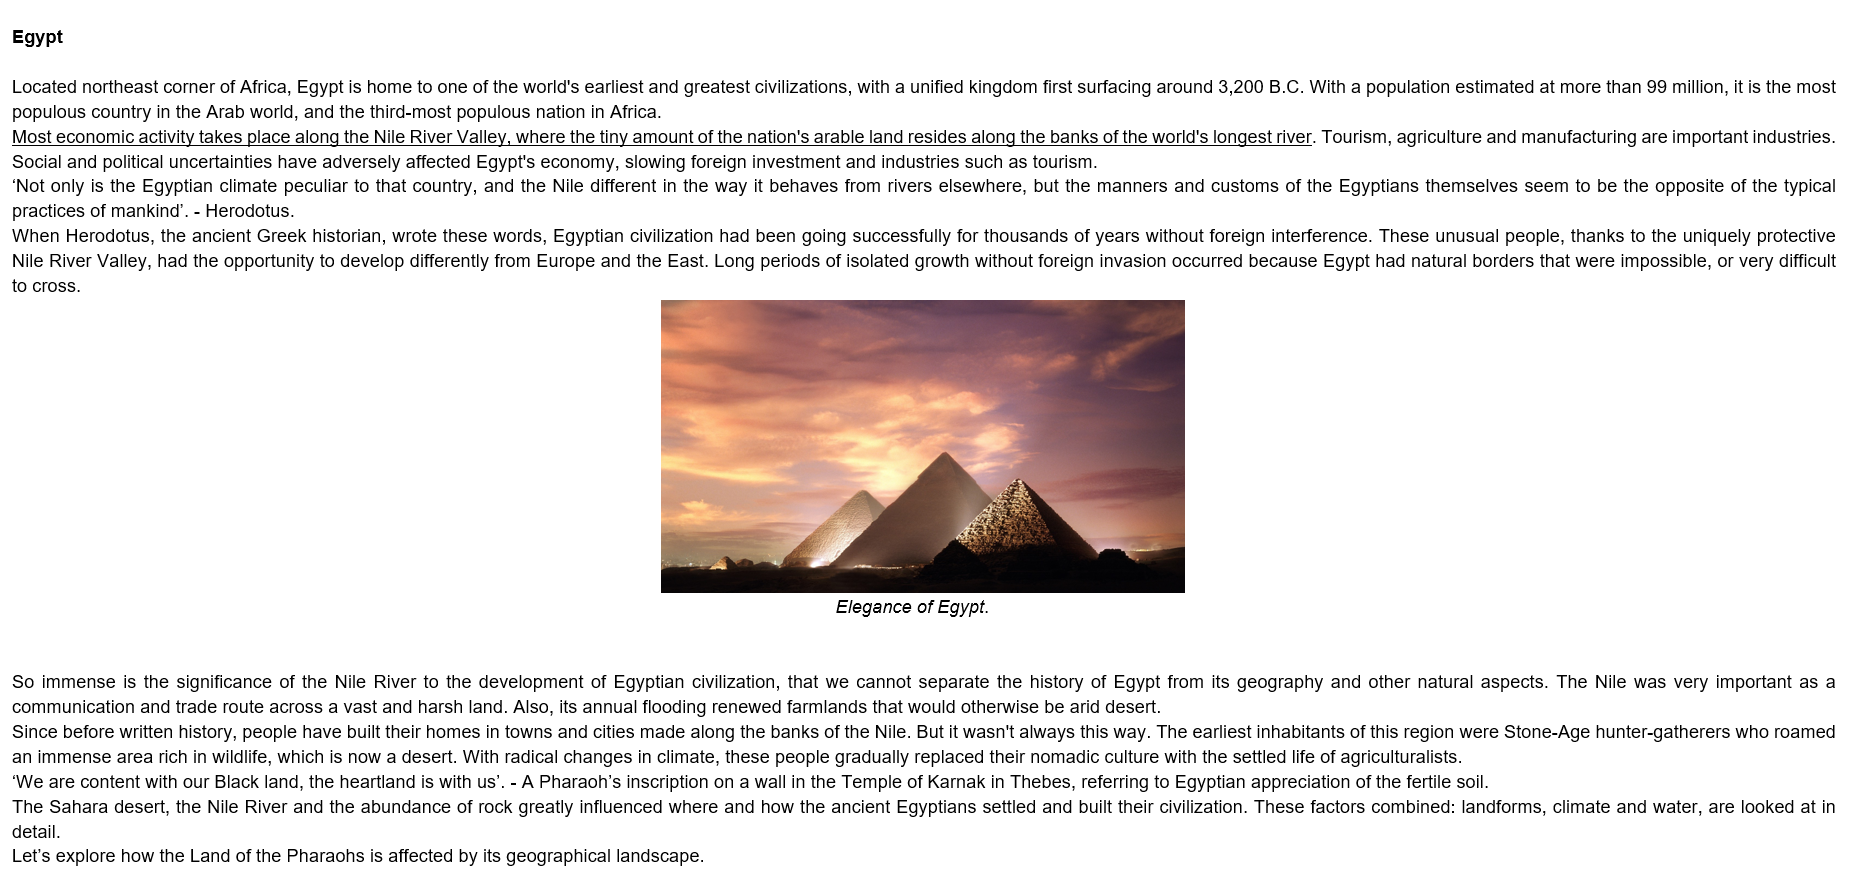 Egypt
Located northeast corner of Africa, Egypt is home to one of the world's earliest and greatest civilizations, with a unified kingdom first surfacing around 3,200 B.C. With a population estimated at more than 99 million, it is the most
populous country in the Arab world, and the third-most populous nation in Africa.
Most economic activity takes place along the Nile River Valley, where the tiny amount of the nation's arable land resides along the banks of the world's longest river. Tourism, agriculture and manufacturing are important industries.
Social and political uncertainties have adversely affected Egypt's economy, slowing foreign investment and industries such as tourism.
‘Not only is the Egyptian climate peculiar to that country, and the Nile different in the way it behaves from rivers elsewhere, but the manners and customs of the Egyptians themselves seem to be the opposite of the typical
practices of mankind’. - Herodotus.
When Herodotus, the ancient Greek historian, wrote these words, Egyptian civilization had been going successfully for thousands of years without foreign interference. These unusual people, thanks to the uniquely protective
Nile River Valley, had the opportunity to develop differently from Europe and the East. Long periods of isolated growth without foreign invasion occurred because Egypt had natural borders that were impossible, or very difficult
to cross.
Elegance of Egypt.
So immense is the significance of the Nile River to the development of Egyptian civilization, that we cannot separate the history of Egypt from its geography and other natural aspects. The Nile was very important as a
communication and trade route across a vast and harsh land. Also, its annual flooding renewed farmlands that would otherwise be arid desert.
Since before written history, people have built their homes in towns and cities made along the banks of the Nile. But it wasn't always this way. The earliest inhabitants of this region were Stone-Age hunter-gatherers who roamed
an immense area rich in wildlife, which is now a desert. With radical changes in climate, these people gradually replaced their nomadic culture with the settled life of agriculturalists.
‘We are content with our Black land, the heartland is with us’. - A Pharaoh’s inscription on a wall in the Temple of Karnak in Thebes, referring to Egyptian appreciation of the fertile soil.
The Sahara desert, the Nile River and the abundance of rock greatly influenced where and how the ancient Egyptians settled and built their civilization. These factors combined: landforms, climate and water, are looked at in
detail.
Let’s explore how the Land of the Pharaohs is affected by its geographical landscape.